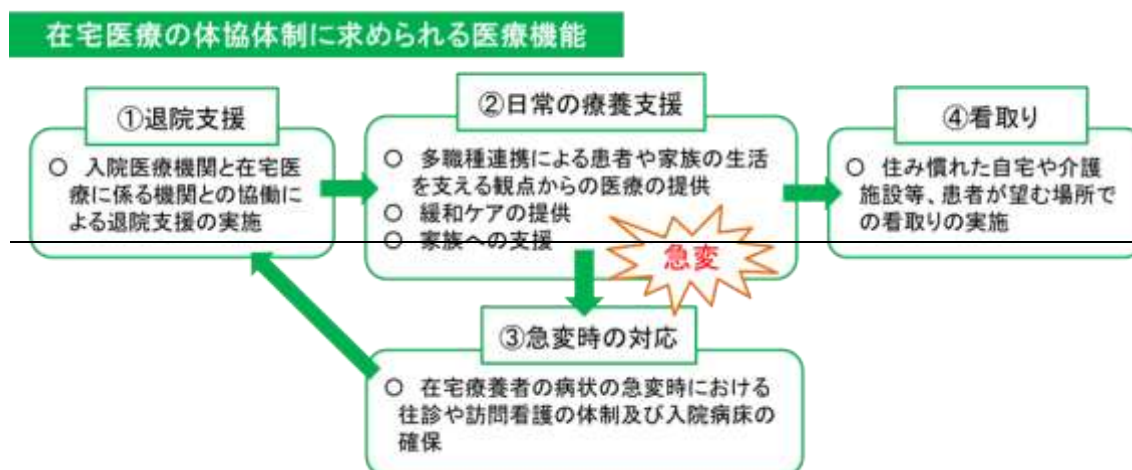 在宅医療の体協体制に求められる医療機能
①退院支援
○ 入院医療機関と在宅医
療に係る機関との協働に
よる退院支援の実施
②日常の療養支援
○ 多職種連携による患者や家族の生活
を支える観点からの医療の提供
○ 緩和ケアの提供
○ 家族への支援
急変
④看取り
○ 住み慣れた自宅や介護
施設等、患者が望む場所で
の看取りの実施
③急変時の対応
○ 在宅療養者の病状の急変時における
往診や訪問看護の体制及び入院病床の
確保